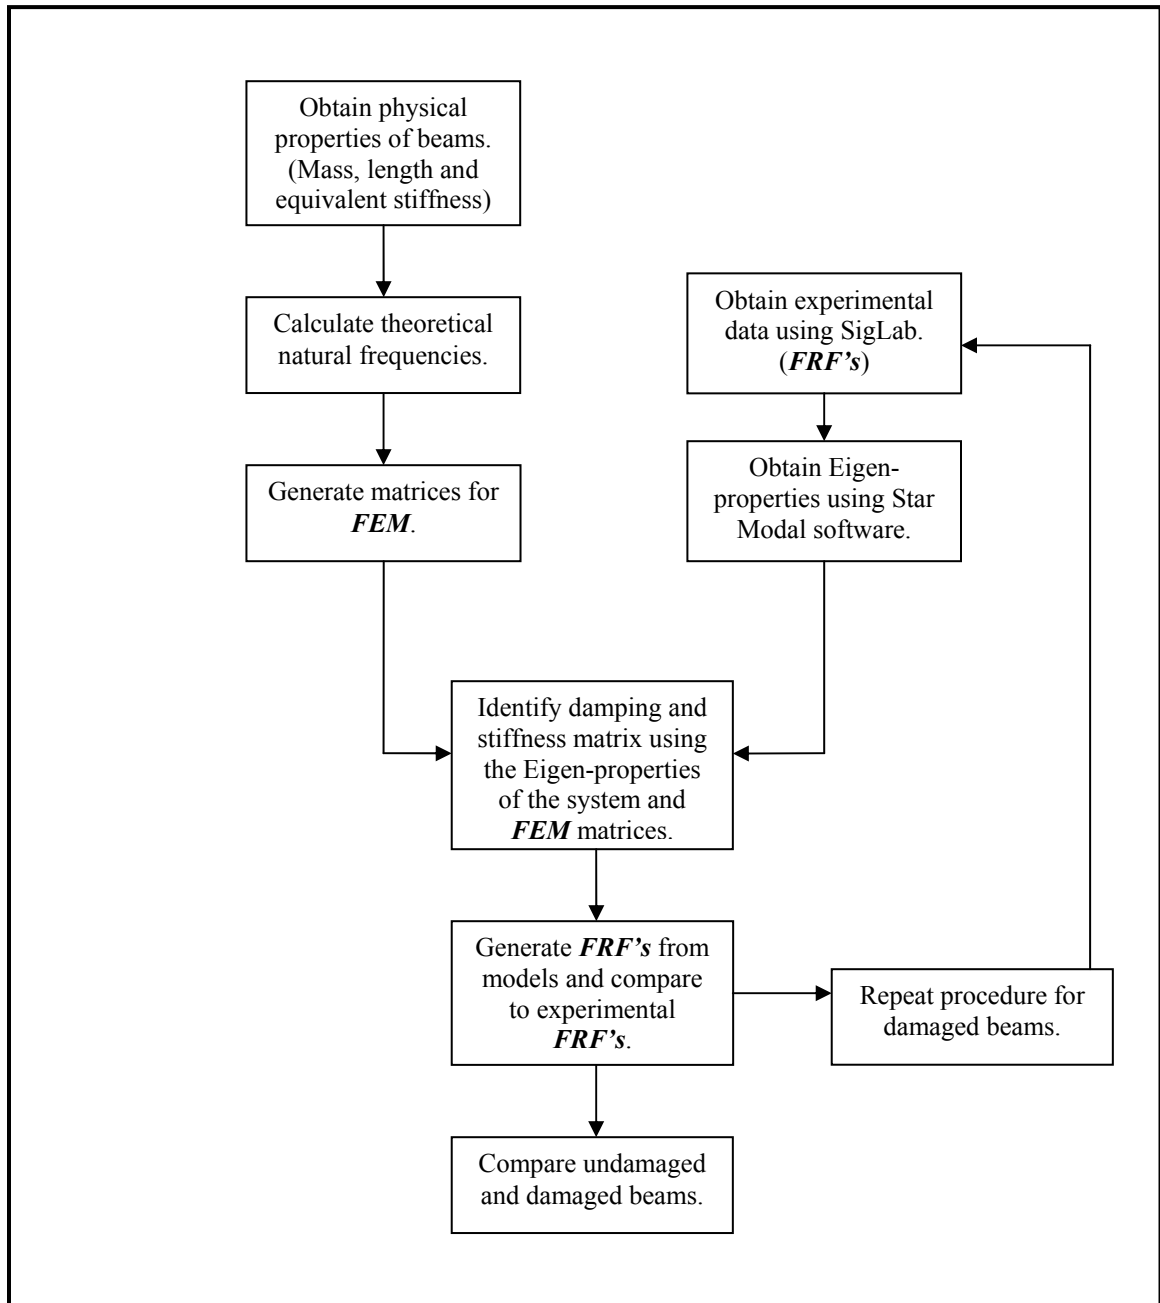 Obtain physical
properties of beams.
(Mass, length and
equivalent stiffness)
Calculate theoretical
natural frequencies.
Generate matrices for
FEM.
Obtain experimental
data using SigLab.
(FRF’s)
Obtain Eigen-
properties using Star
Modal software.
Identify damping and
stiffness matrix using
the Eigen-properties
of the system and
FEM matrices.
Generate FRF’s from
models and compare
to experimental
FRF’s.
Repeat procedure for
damaged beams.
Compare undamaged
and damaged beams.